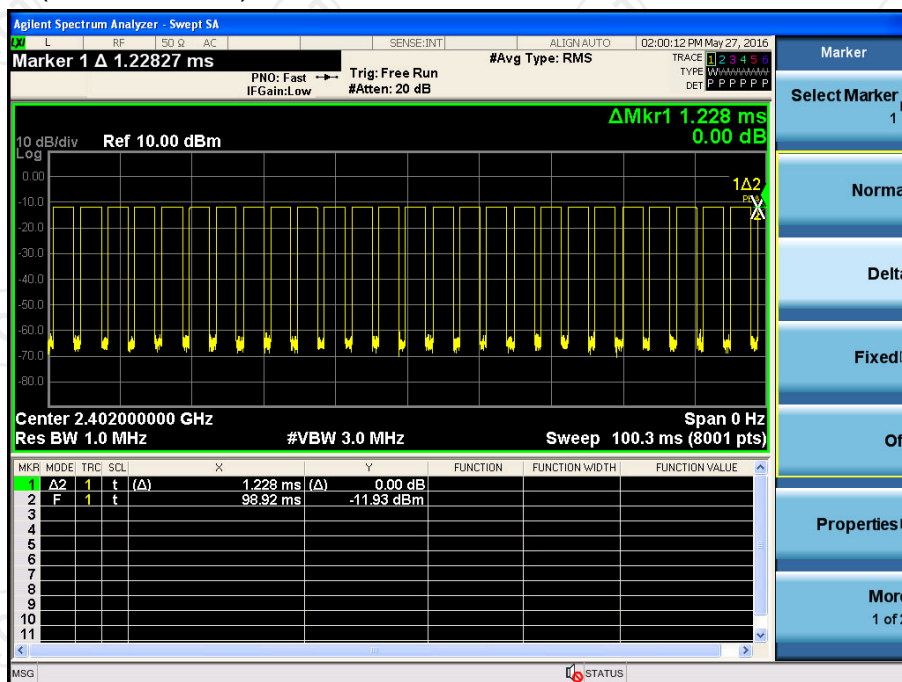 Agilent Spectrum Analyzer - Swept SA
LXI L RF 50 Ω AC SENSE:INT ALIGN AUTO 02:00:12 PM May 27, 2016
Marker 1 Δ 1.22827 ms
PNO: Fast
IFGain:Low
Trig: Free Run
#Atten: 20 dB
#Avg Type: RMS
TRACE 1 2 3 4 5 6
TYPE WWWWWW
DET P P P P P P
ΔMkr1 1.228 ms
0.00 dB
10 dB/div Ref 10.00 dBm
Log
0.00
-10.0
-20.0
-30.0
-40.0
-50.0
-60.0
-70.0
-80.0
1Δ2
Center 2.402000000 GHz Span 0 Hz
Res BW 1.0 MHz #VBW 3.0 MHz Sweep 100.3 ms (8001 pts)
MKR MODE TRC SCL X Y FUNCTION FUNCTION WIDTH FUNCTION VALUE
1 Δ2 1 t (Δ) 1.228 ms (Δ) 0.00 dB
2 F 1 t 98.92 ms -11.93 dBm
3
4
5
6
7
8
9
10
11
MSG STATUS
Marker
Select Marker
1
Norma
Delta
Fixed
Of
Properties
More
1 of 2